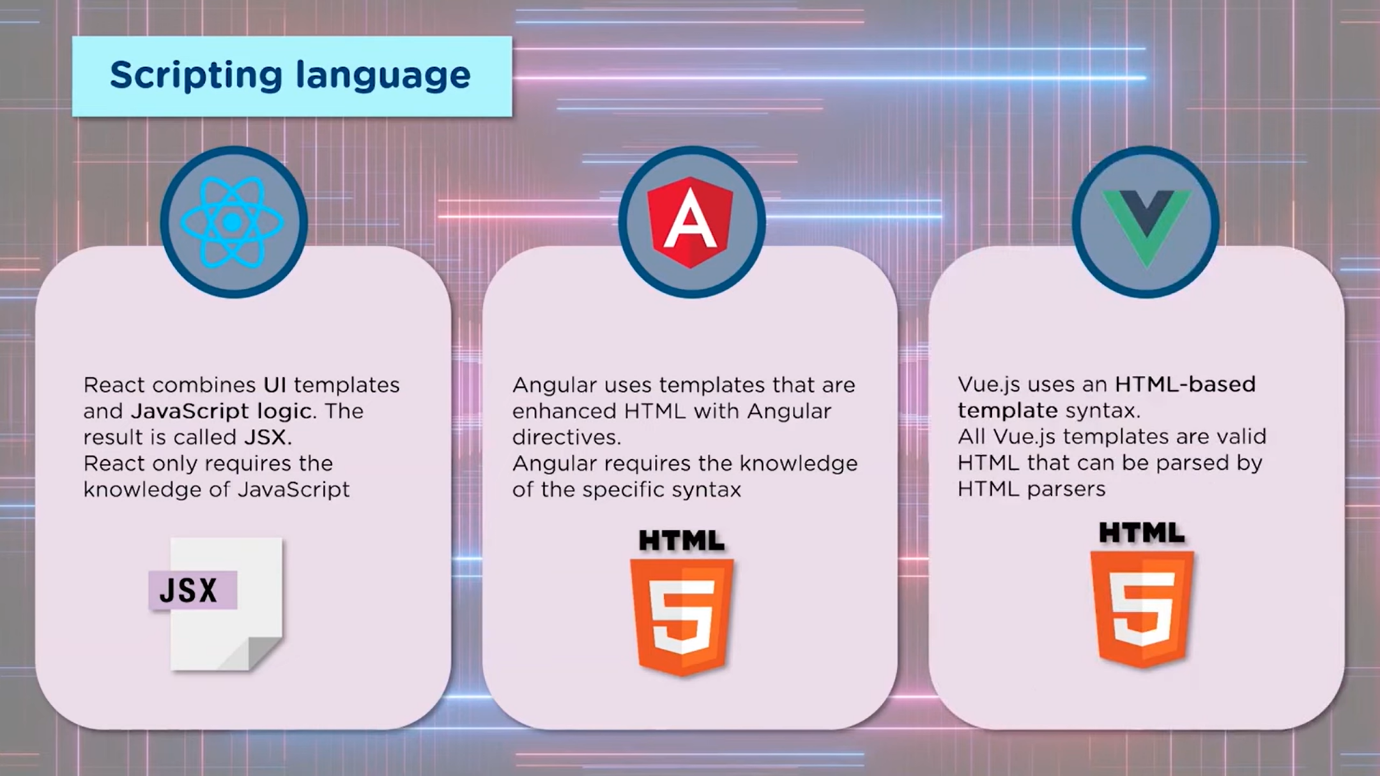 Scripting language
React combines UI templates
and JavaScript logic. The
result is called JSX.
React only requires the
knowledge of JavaScript
JSX
A
Angular uses templates that are
enhanced HTML with Angular
directives.
Angular requires the knowledge
of the specific syntax
HTML
5
Vue.js uses an HTML-based
template syntax.
All Vue.js templates are valid
HTML that can be parsed by
HTML parsers
HTML
5